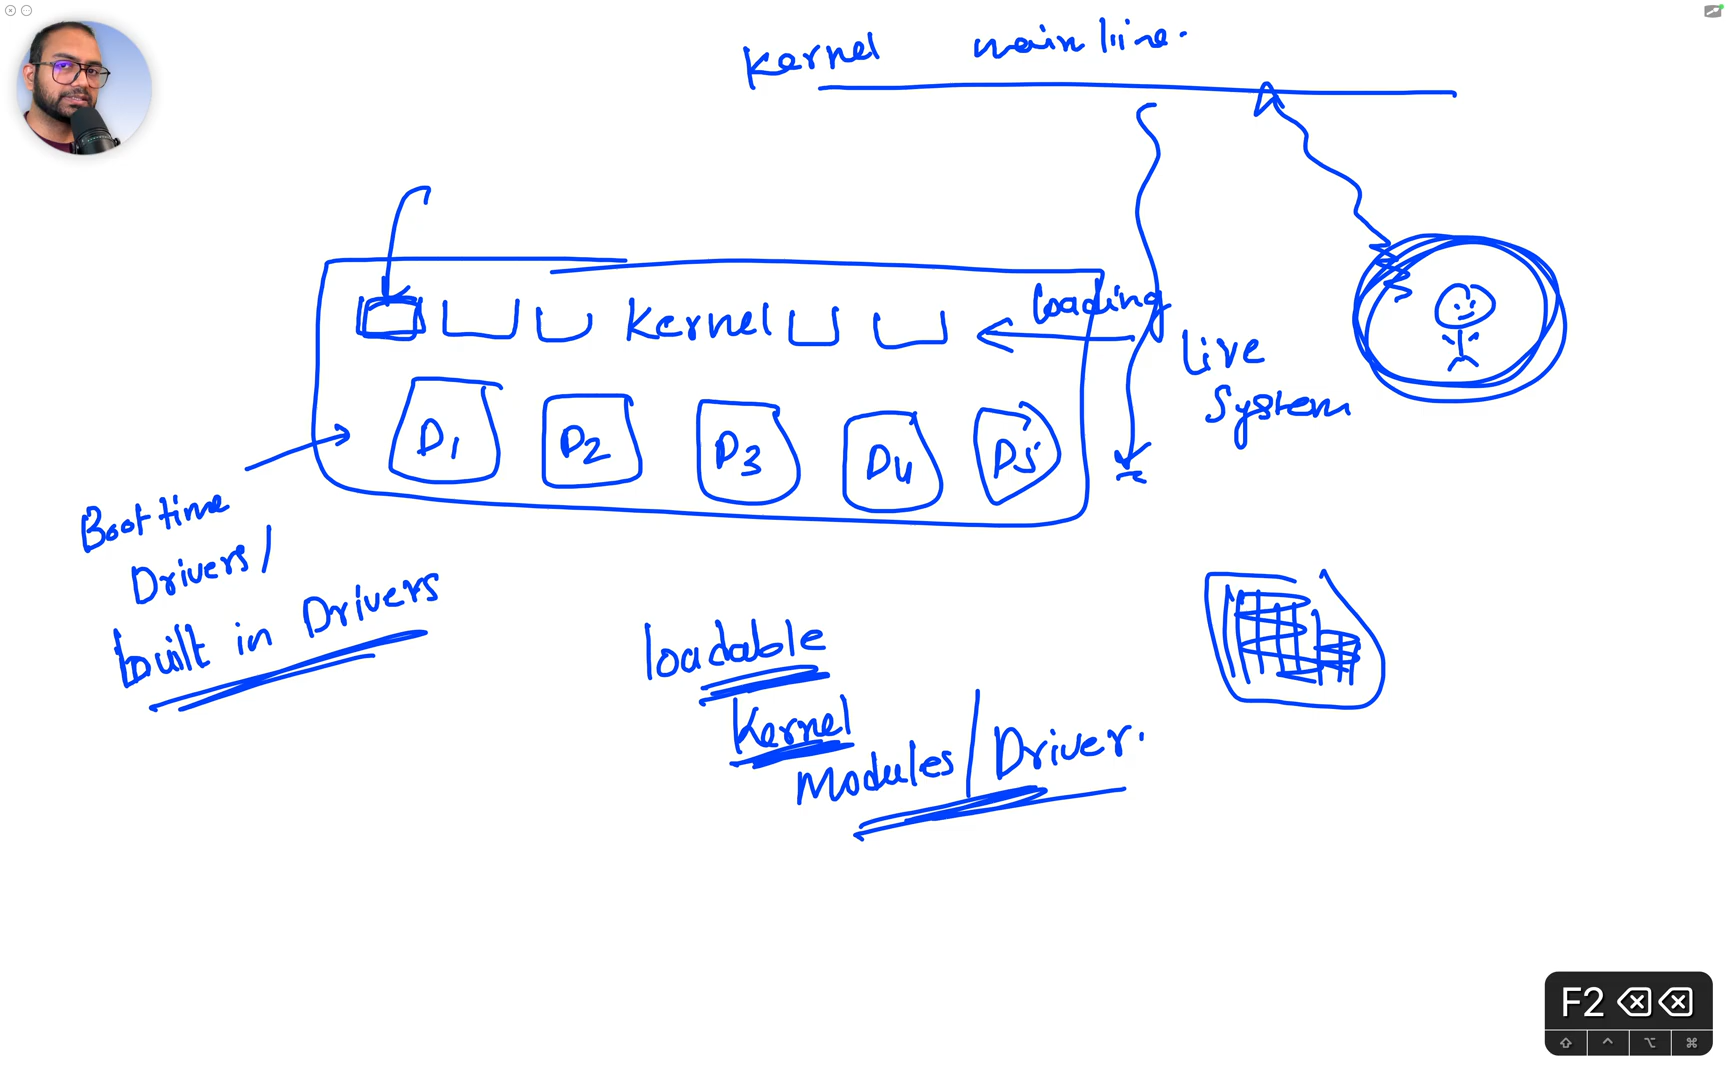 Kernel mainline.
Kernel
loading
Live
System
D1 D2 D3 D4 D5
Boot time
Drivers /
built in Drivers
loadable
Kernel
Modules / Driver.
F2